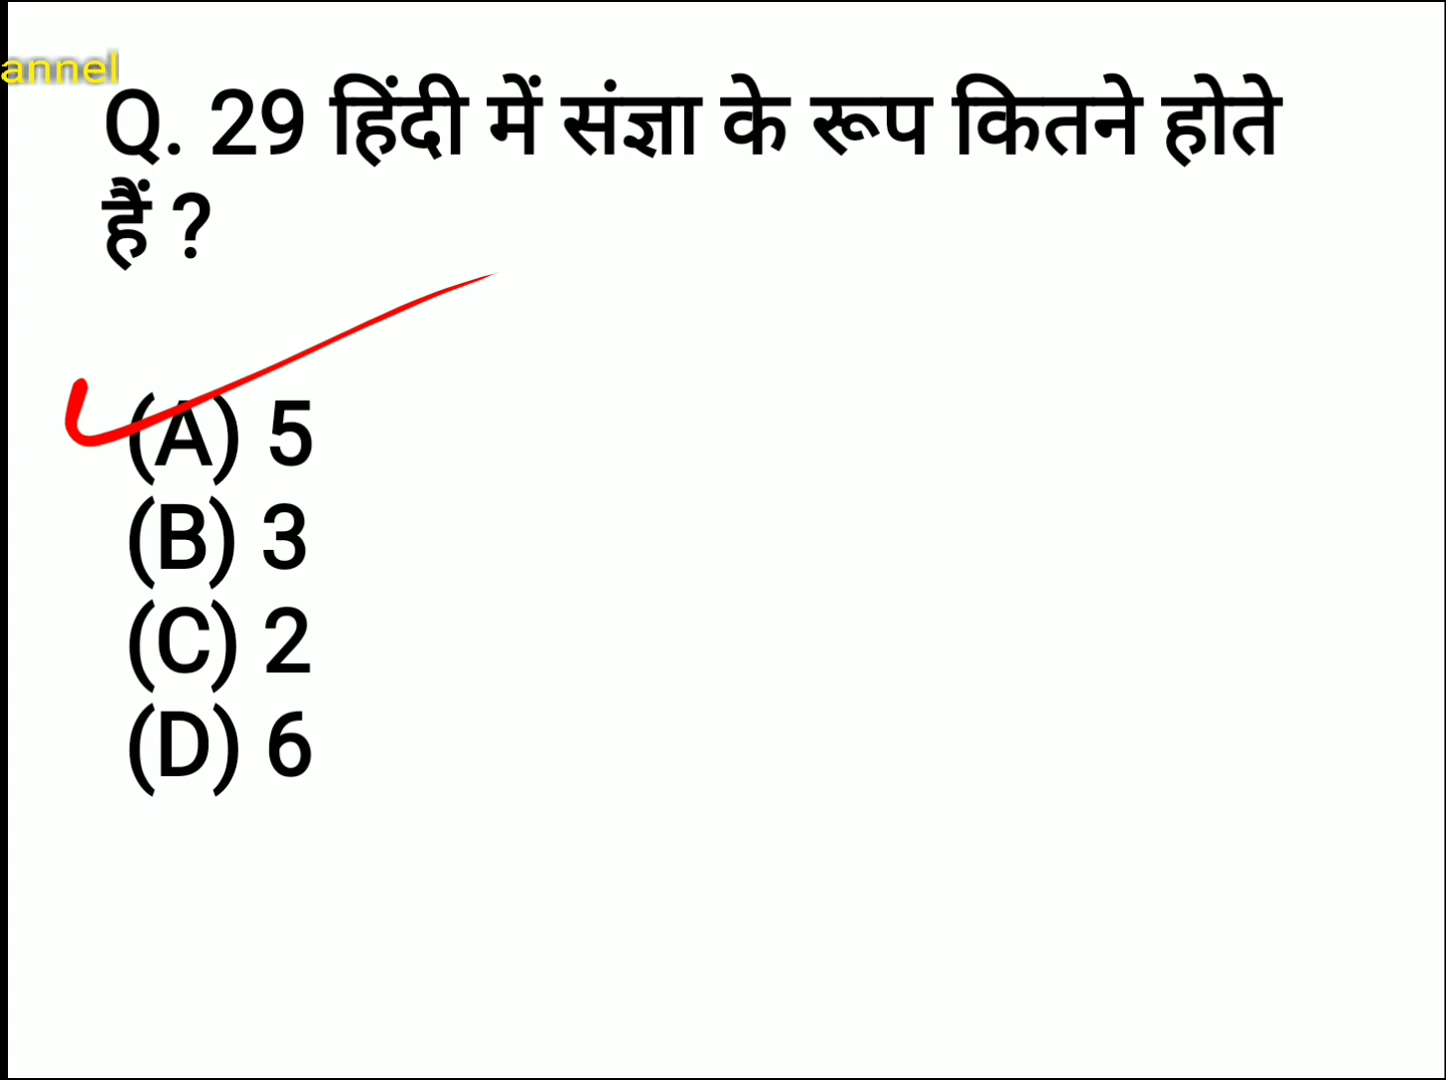 annel
Q. 29 हिंदी में संज्ञा के रूप कितने होते
हैं ?
(A) 5
(B) 3
(C) 2
(D) 6